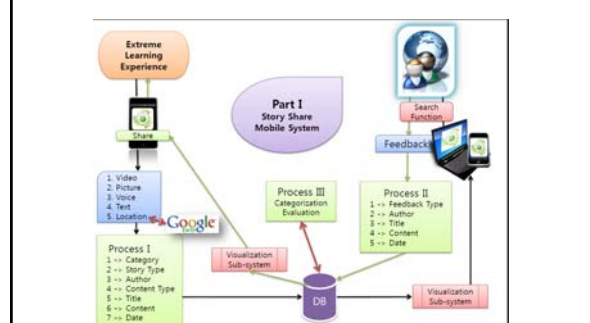 Extreme
Learning
Experience
Share
Part I
Story Share
Mobile System
Search
Function
Feedback
1. Video
2. Picture
3. Voice
4. Text
5. Location
Google
Process III
Categorization
Evaluation
Process II
1 -> Feedback Type
2 -> Author
3 -> Title
4 -> Content
5 -> Date
Process I
1 -> Category
2 -> Story Type
3 -> Author
4 -> Content Type
5 -> Title
6 -> Content
7 -> Date
Visualization
Sub-system
DB
Visualization
Sub-system